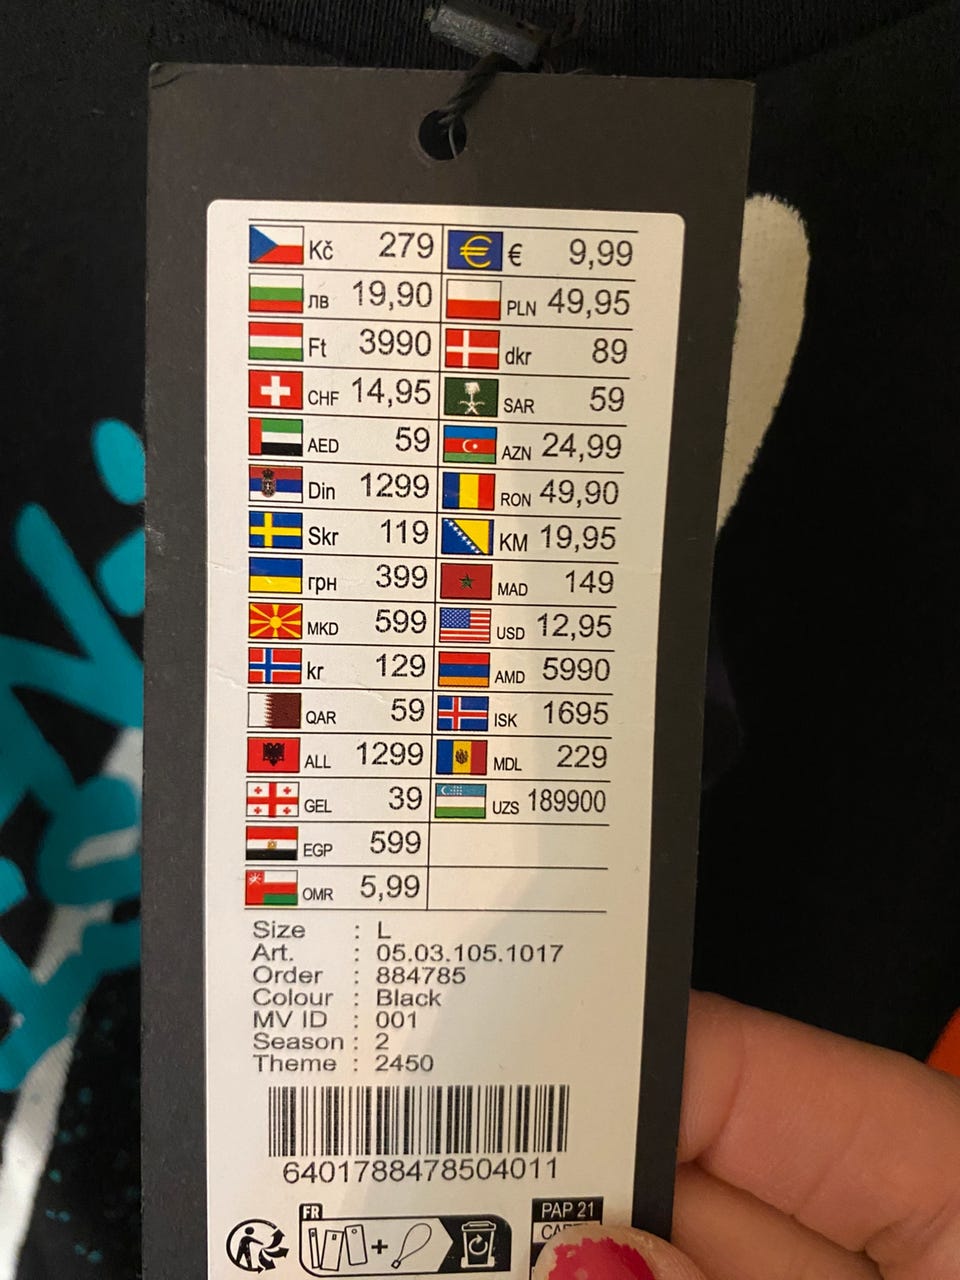 Kč 279 € € 9,99
лв 19,90 PLN 49,95
Ft 3990 dkr 89
CHF 14,95 SAR 59
AED 59 AZN 24,99
Din 1299 RON 49,90
Skr 119 KM 19,95
грн 399 MAD 149
MKD 599 USD 12,95
kr 129 AMD 5990
QAR 59 ISK 1695
ALL 1299 MDL 229
GEL 39 UZS 189900
EGP 599
OMR 5,99
Size : L
Art. : 05.03.105.1017
Order : 884785
Colour : Black
MV ID : 001
Season : 2
Theme : 2450
6401788478504011
FR
+
PAP 21